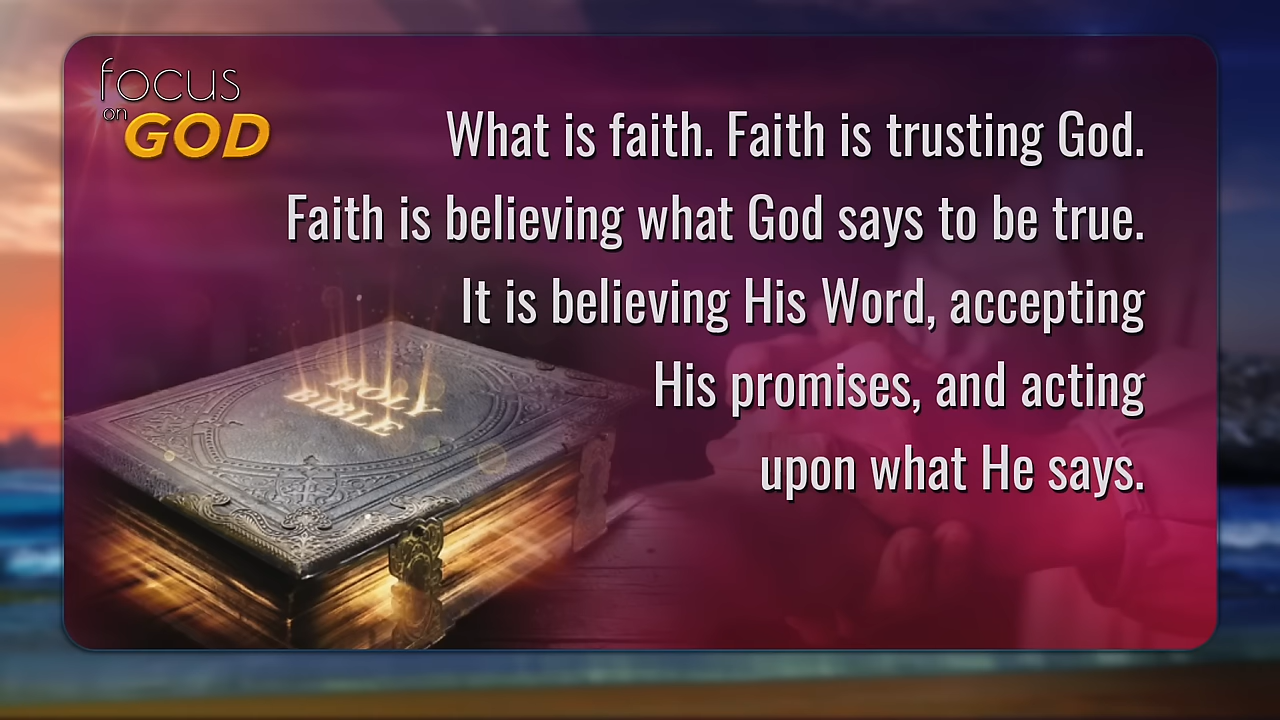 focus
on
GOD
What is faith. Faith is trusting God.
Faith is believing what God says to be true.
It is believing His Word, accepting
His promises, and acting
upon what He says.
HOLY
BIBLE